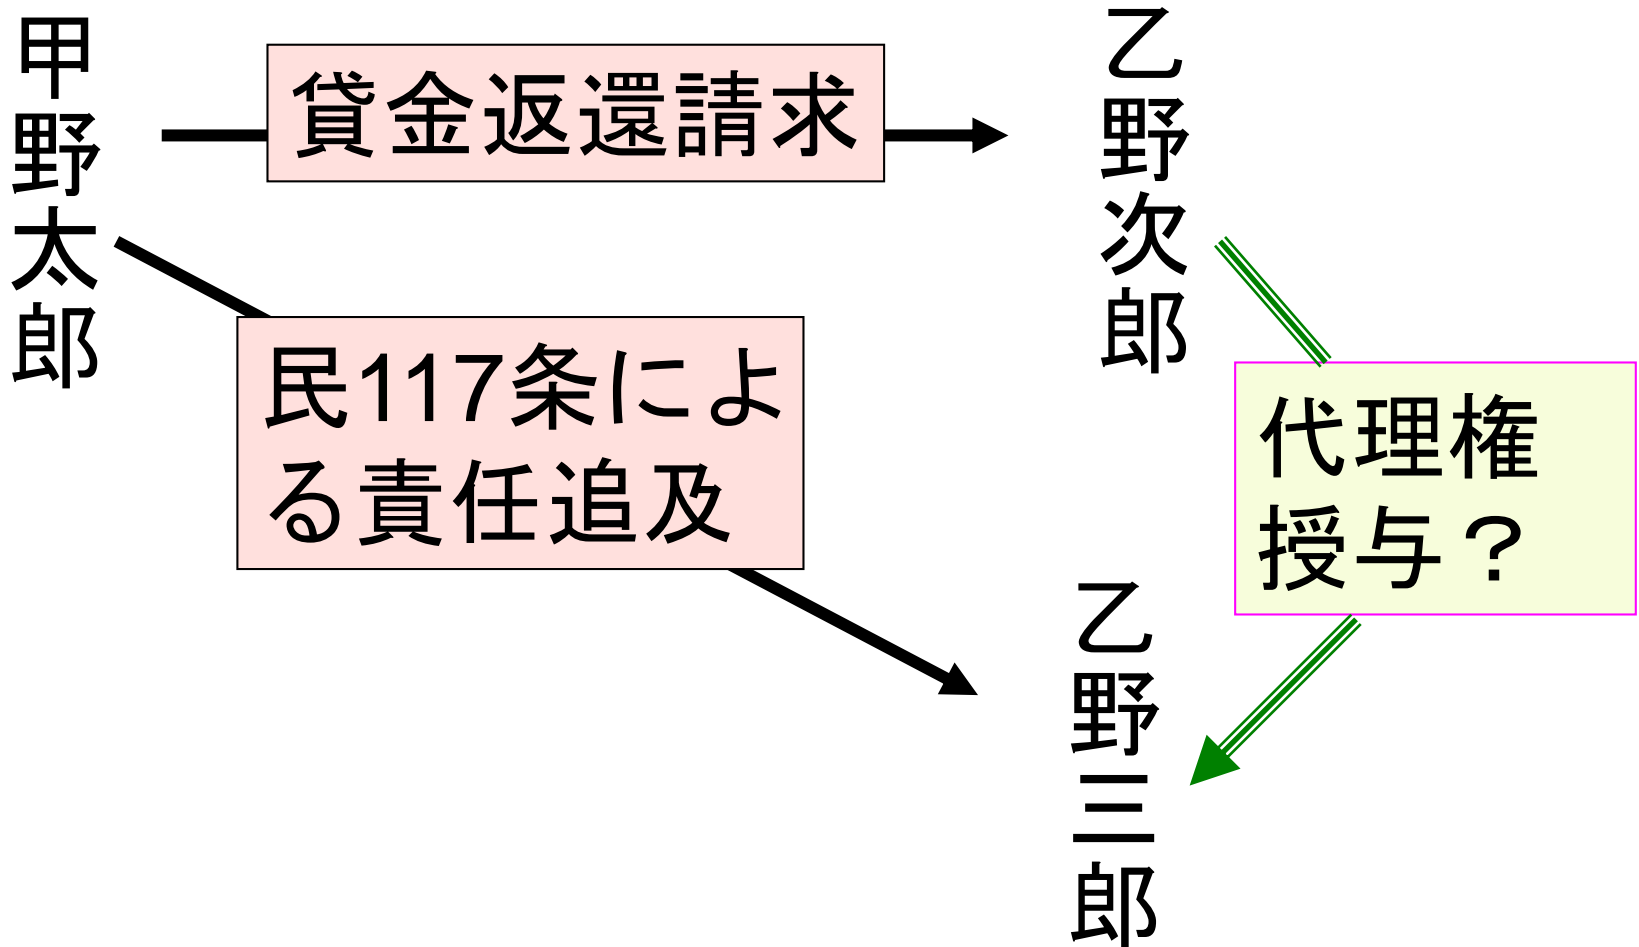 甲野太郎
貸金返還請求
乙野次郎
民117条によ
る責任追及
代理権
授与？
乙野三郎